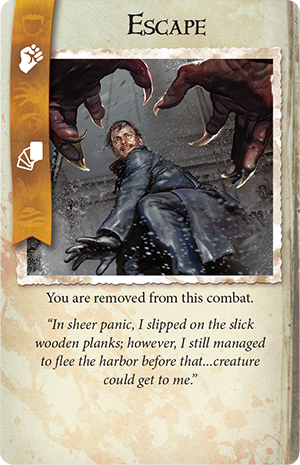 ESCAPE
You are removed from this combat.
“In sheer panic, I slipped on the slick
wooden planks; however, I still managed
to flee the harbor before that...creature
could get to me.”